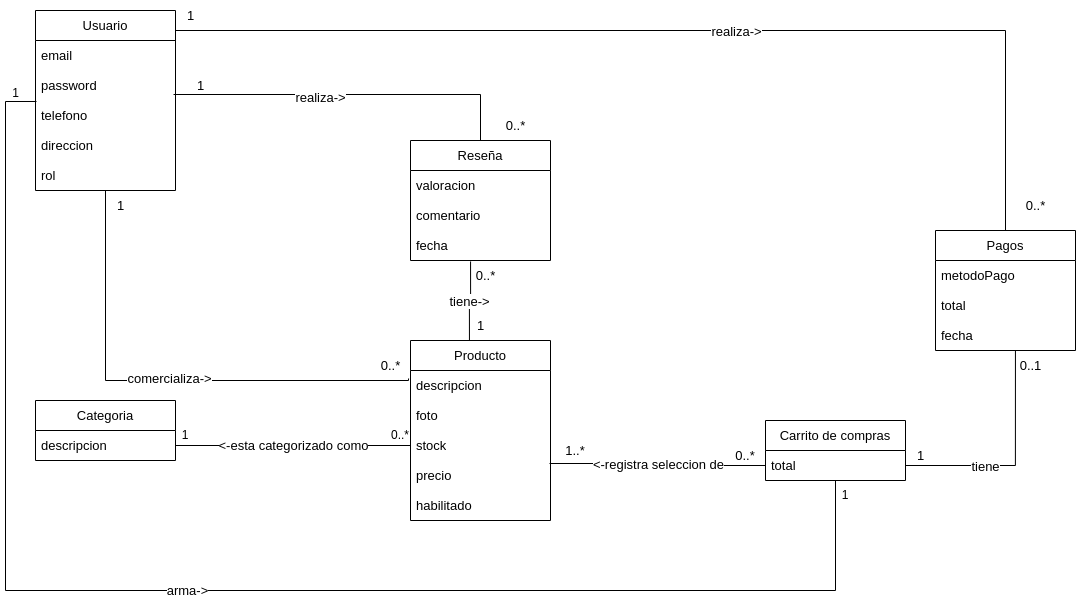 1
Usuario
realiza->
email
password
1
1
realiza->
telefono
0..*
direccion
Reseña
rol
valoracion
1
0..*
comentario
fecha
Pagos
0..*
metodoPago
tiene->
total
1
fecha
Producto
0..*
0..1
comercializa->
descripcion
Categoria
foto
1
0..*
Carrito de compras
descripcion
<-esta categorizado como
stock
1..*
0..*
1
<-registra seleccion de
total
tiene
precio
1
habilitado
arma->